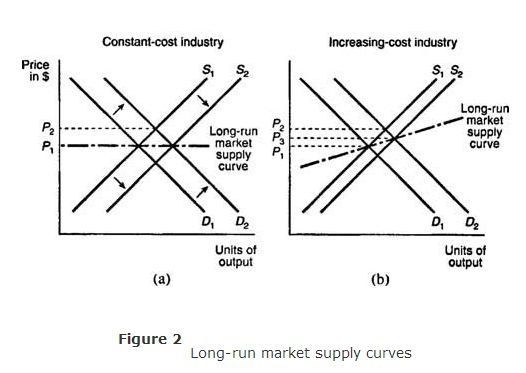 Constant-cost industry
Price
in $
S1
S2
P2
P1
Long-run
market
supply
curve
D1
D2
Units of
output
(a)
Increasing-cost industry
S1
S2
Long-run
market
supply
curve
P2
P3
P1
D1
D2
Units of
output
(b)
Figure 2
Long-run market supply curves